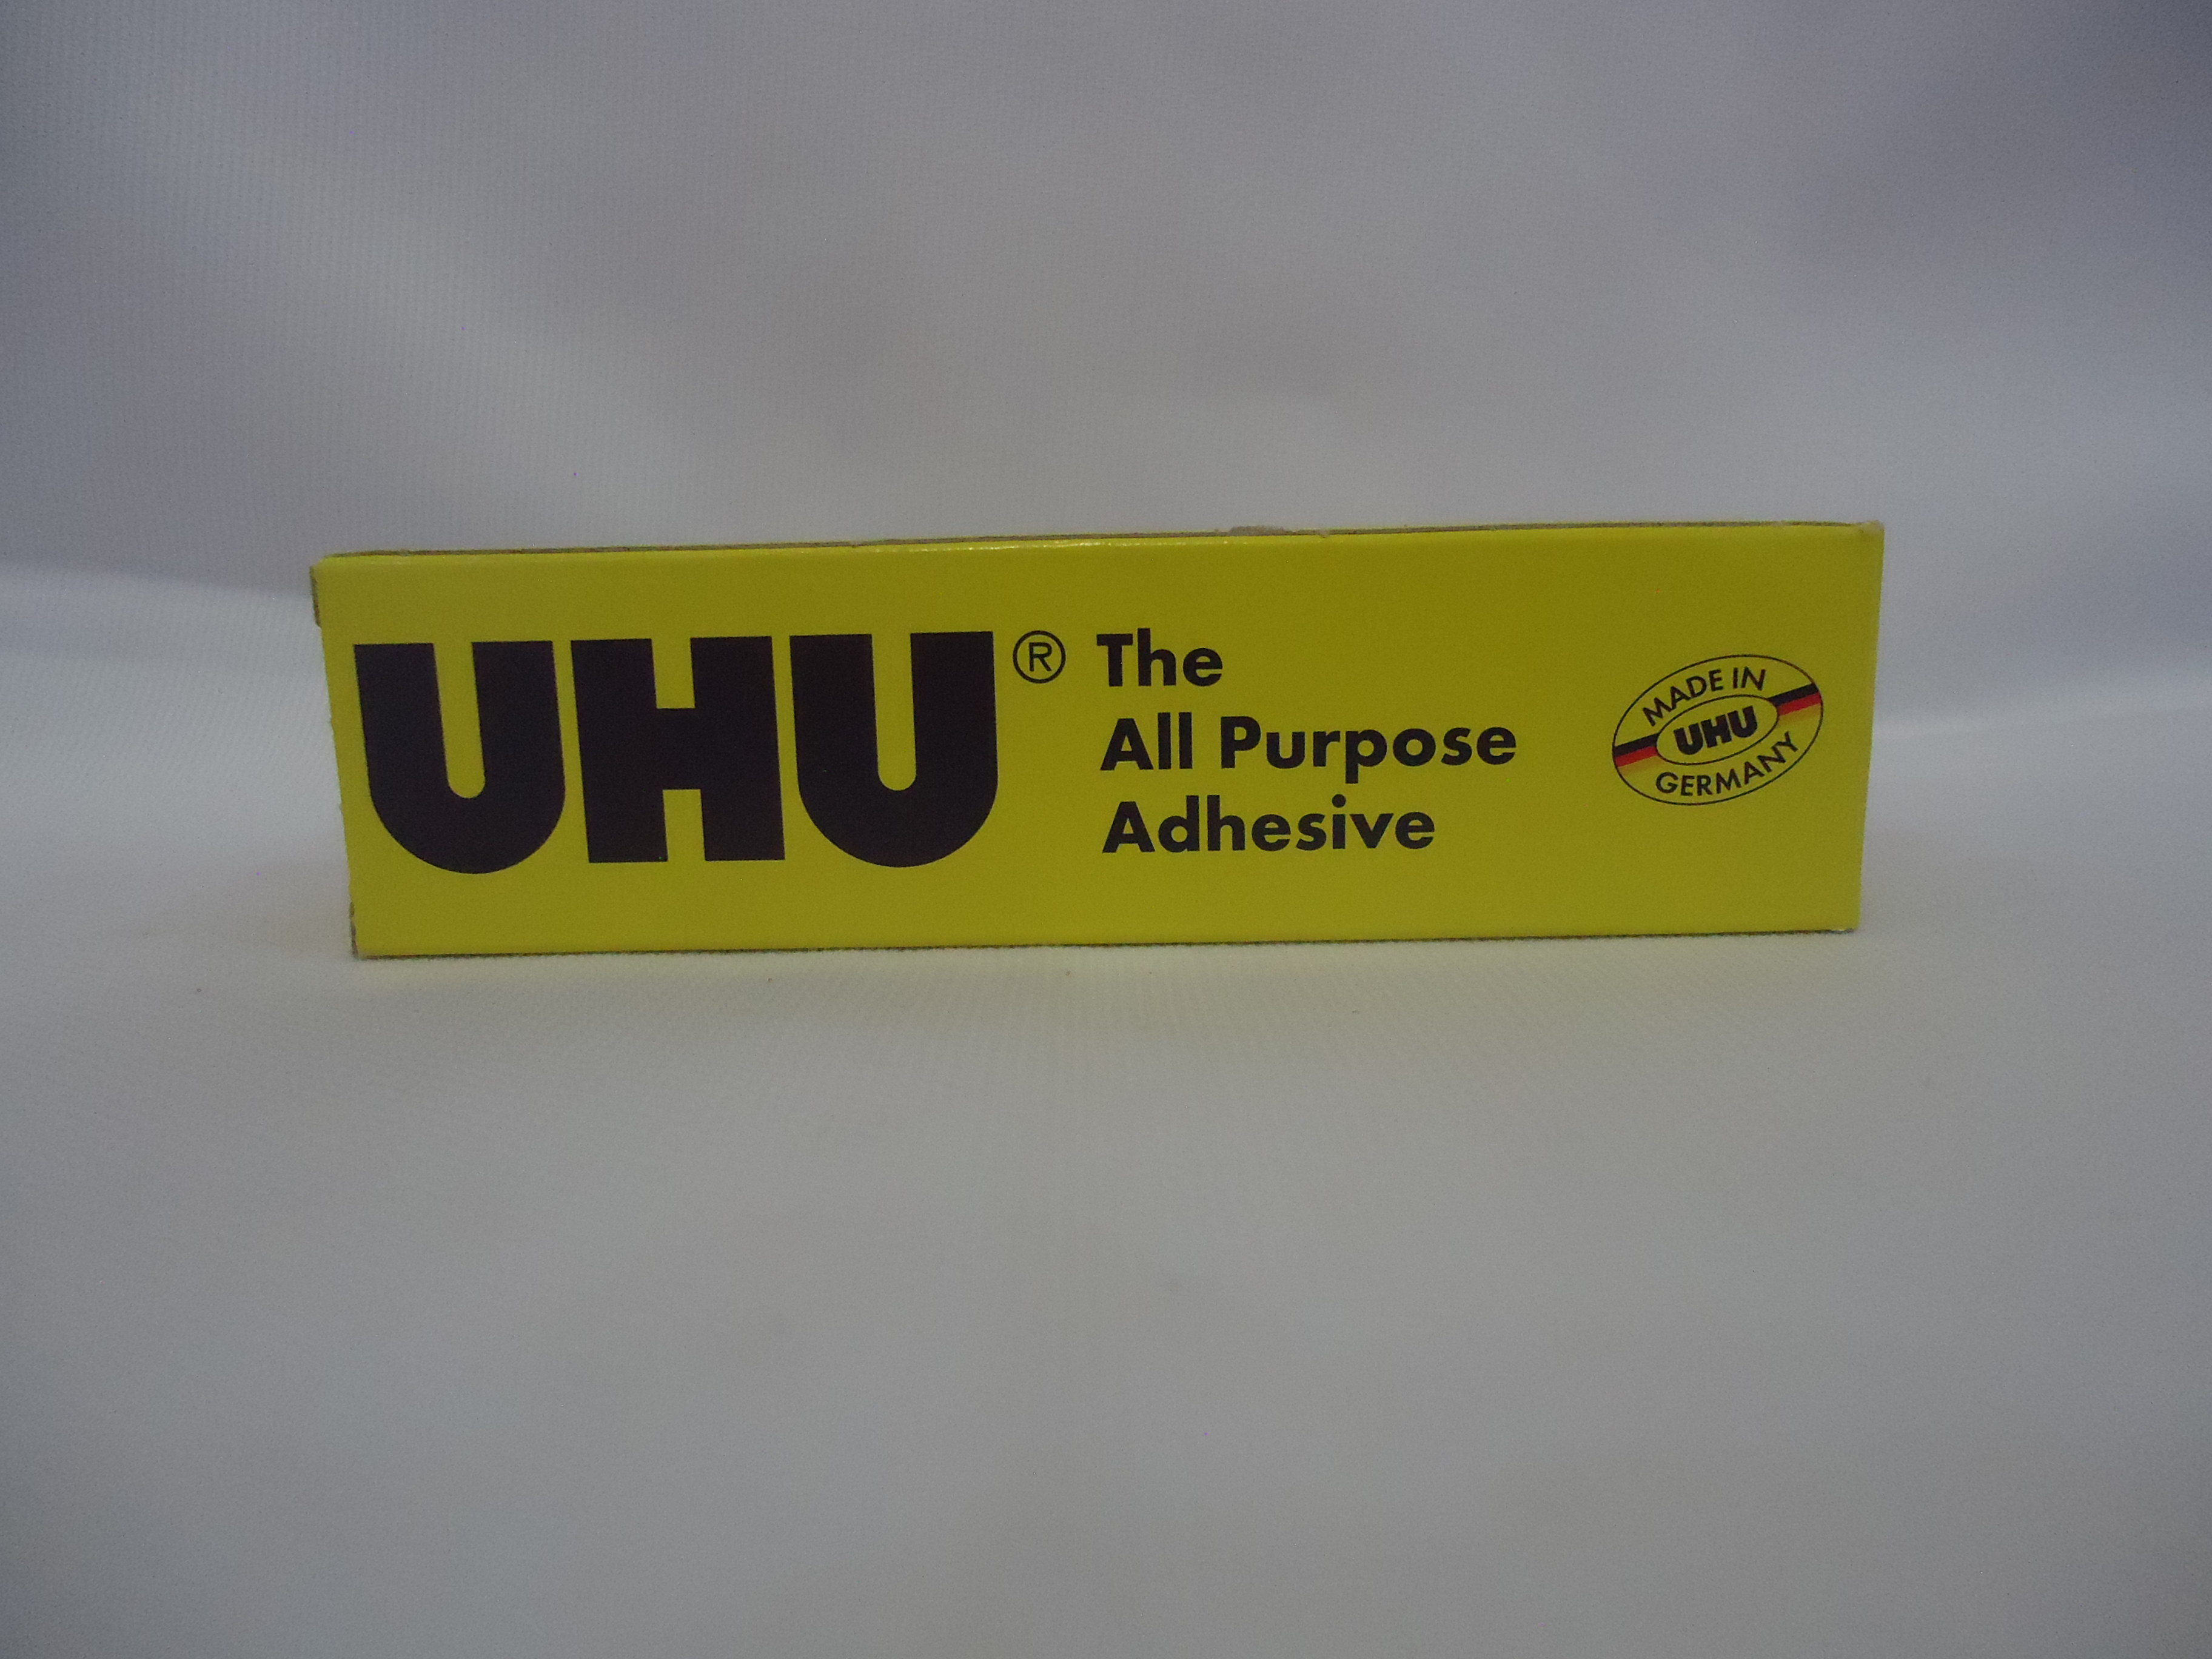 UHU®
The
All Purpose
Adhesive
MADE IN
UHU
GERMANY